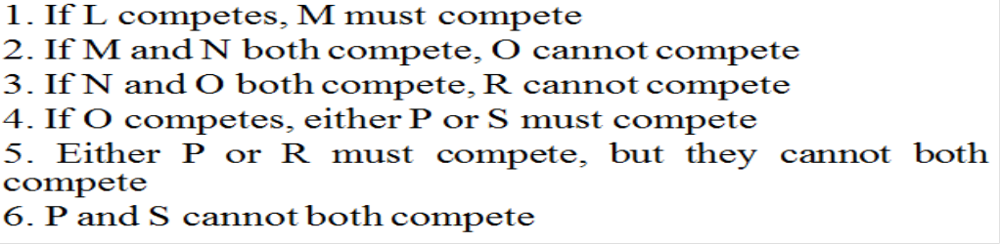 1. If L competes, M must compete
2. If M and N both compete, O cannot compete
3. If N and O both compete, R cannot compete
4. If O competes, either P or S must compete
5. Either P or R must compete, but they cannot both
compete
6. P and S cannot both compete